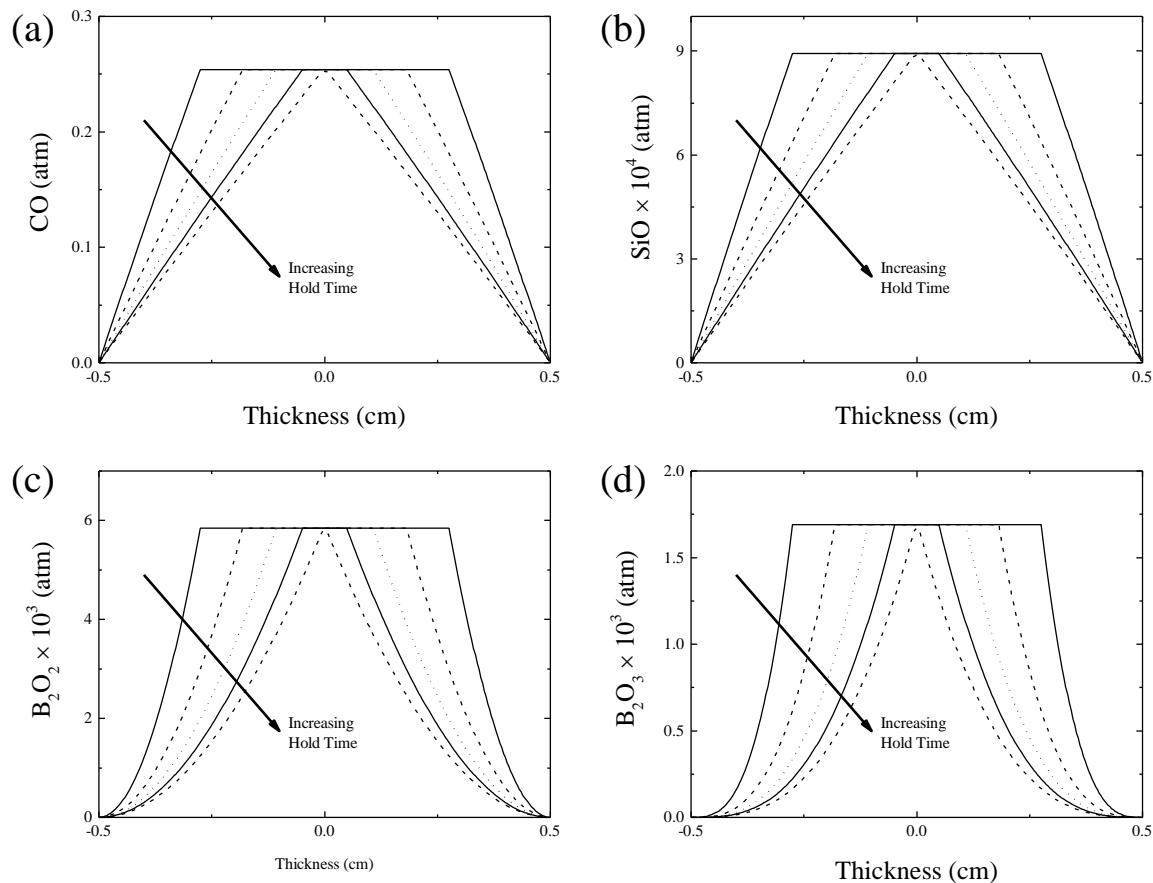 (a)
0.3
0.2
0.1
0.0
CO (atm)
Increasing
Hold Time
-0.5
0.0
0.5
Thickness (cm)
(b)
9
6
3
0
SiO × 10⁴ (atm)
Increasing
Hold Time
-0.5
0.0
0.5
Thickness (cm)
(c)
6
4
2
0
B₂O₂ × 10³ (atm)
Increasing
Hold Time
-0.5
0.0
0.5
Thickness (cm)
(d)
2.0
1.5
1.0
0.5
0.0
B₂O₃ × 10³ (atm)
Increasing
Hold Time
-0.5
0.0
0.5
Thickness (cm)